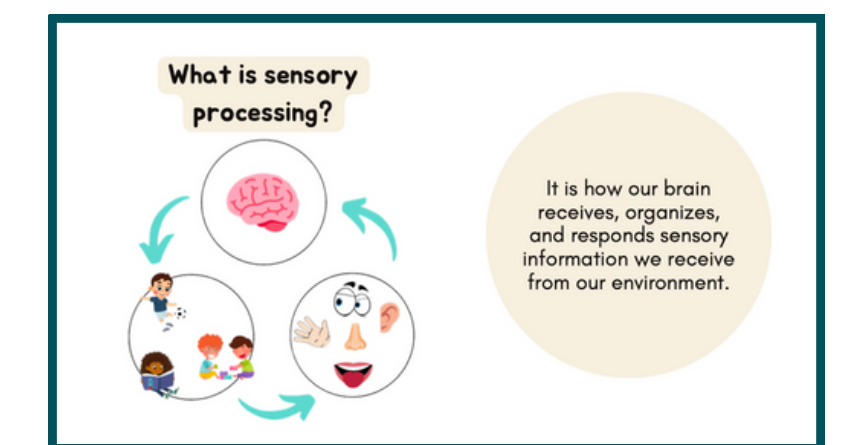 What is sensory
processing?
It is how our brain
receives, organizes,
and responds sensory
information we receive
from our environment.